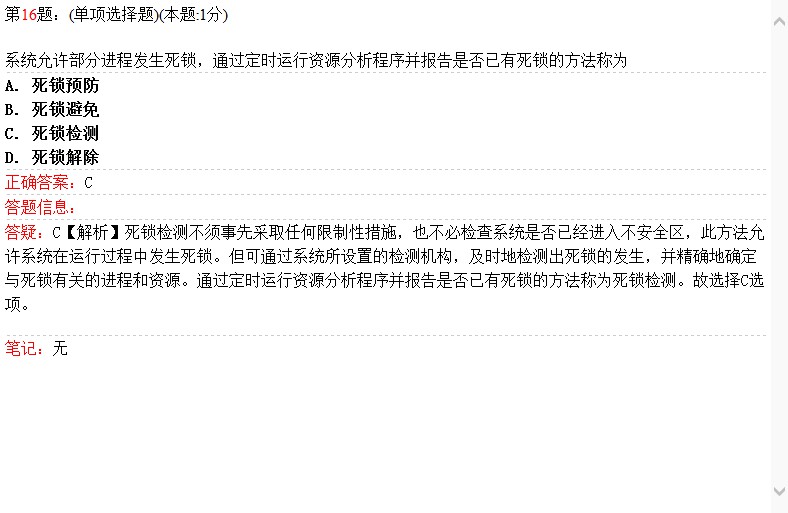 第16题：(单项选择题)(本题:1分)
系统允许部分进程发生死锁，通过定时运行资源分析程序并报告是否已有死锁的方法称为
A. 死锁预防
B. 死锁避免
C. 死锁检测
D. 死锁解除
正确答案：C
答题信息：
答疑：C【解析】死锁检测不须事先采取任何限制性措施，也不必检查系统是否已经进入不安全区，此方法允
许系统在运行过程中发生死锁。但可通过系统所设置的检测机构，及时地检测出死锁的发生，并精确地确定
与死锁有关的进程和资源。通过定时运行资源分析程序并报告是否已有死锁的方法称为死锁检测。故选择C选
项。
笔记：无